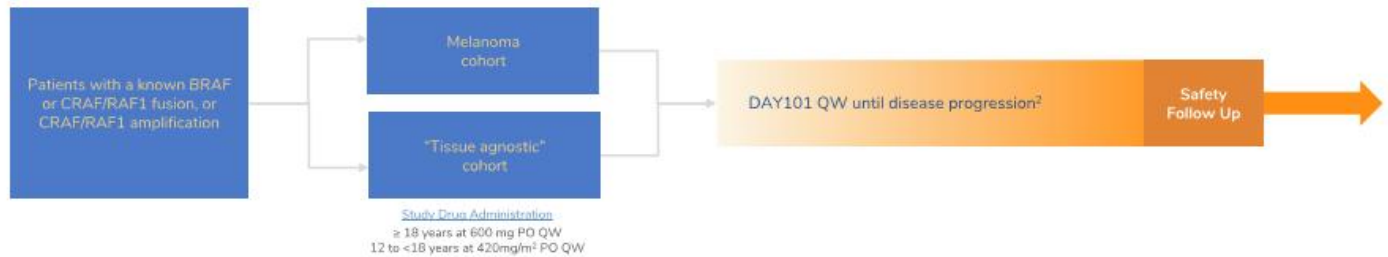 Patients with a known BRAF
or CRAF/RAF1 fusion, or
CRAF/RAF1 amplification
Melanoma
cohort
"Tissue agnostic"
cohort
Study Drug Administration
≥ 18 years at 600 mg PO QW
12 to <18 years at 420mg/m² PO QW
DAY101 QW until disease progression²
Safety
Follow Up